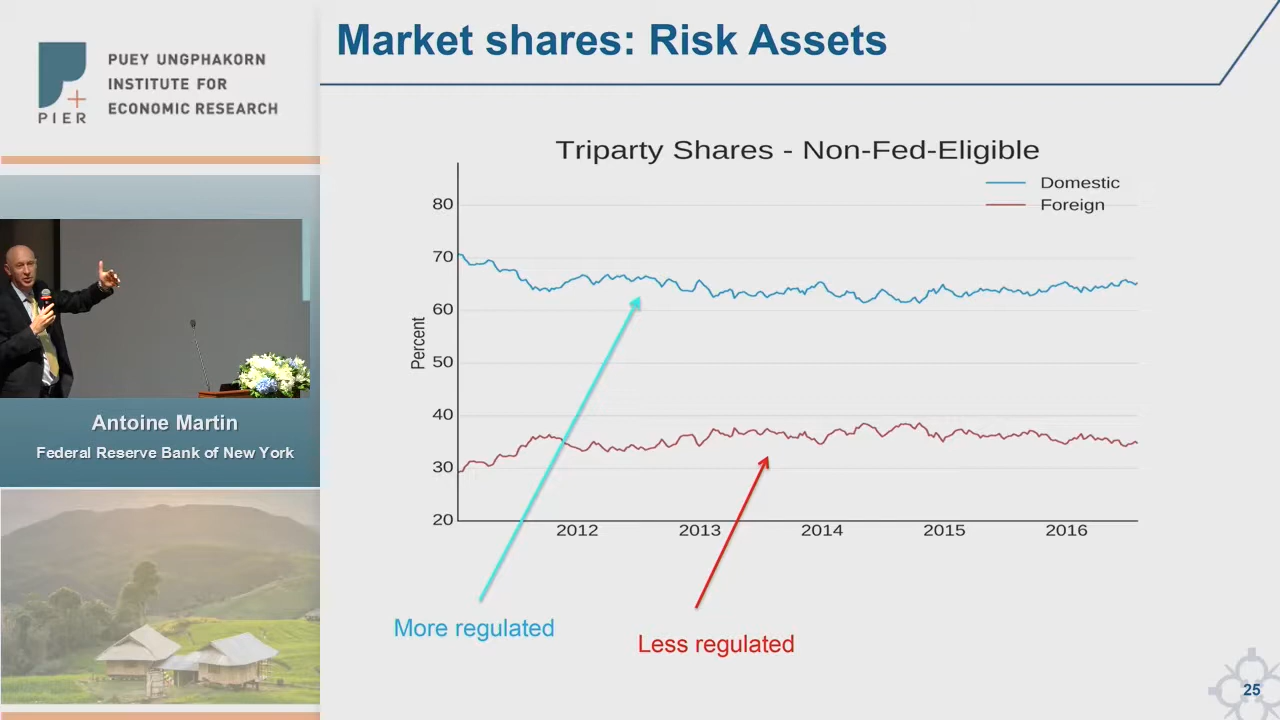 Market shares: Risk Assets
PUEY UNGPHAKORN
INSTITUTE FOR
ECONOMIC RESEARCH
PIER
Triparty Shares - Non-Fed-Eligible
Domestic
Foreign
80
70
60
50
40
30
20
Percent
2012 2013 2014 2015 2016
More regulated
Less regulated
Antoine Martin
Federal Reserve Bank of New York
25